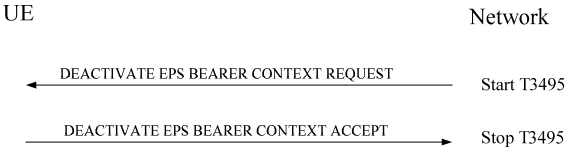 UE
Network
DEACTIVATE EPS BEARER CONTEXT REQUEST
Start T3495
DEACTIVATE EPS BEARER CONTEXT ACCEPT
Stop T3495